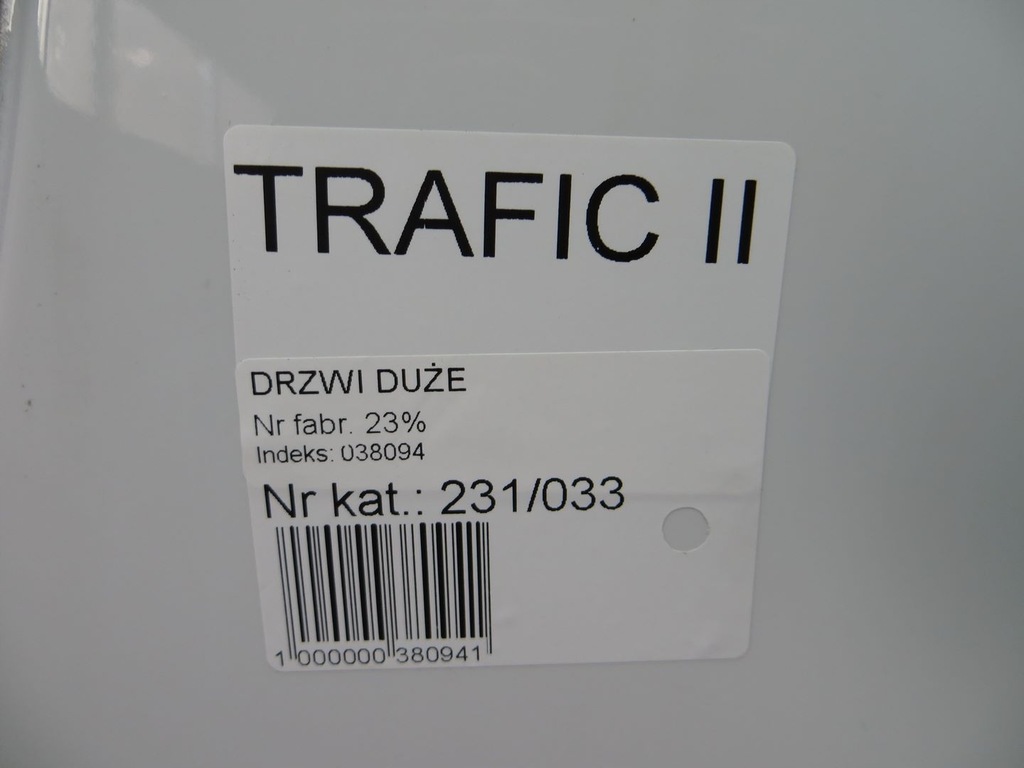 TRAFIC II
DRZWI DUŻE
Nr fabr. 23%
Indeks: 038094
Nr kat.: 231/033
1 000000 380941